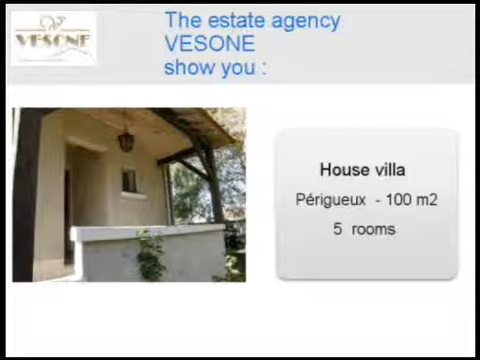 VESONE
The estate agency
VESONE
show you :
House villa
Périgueux - 100 m2
5 rooms